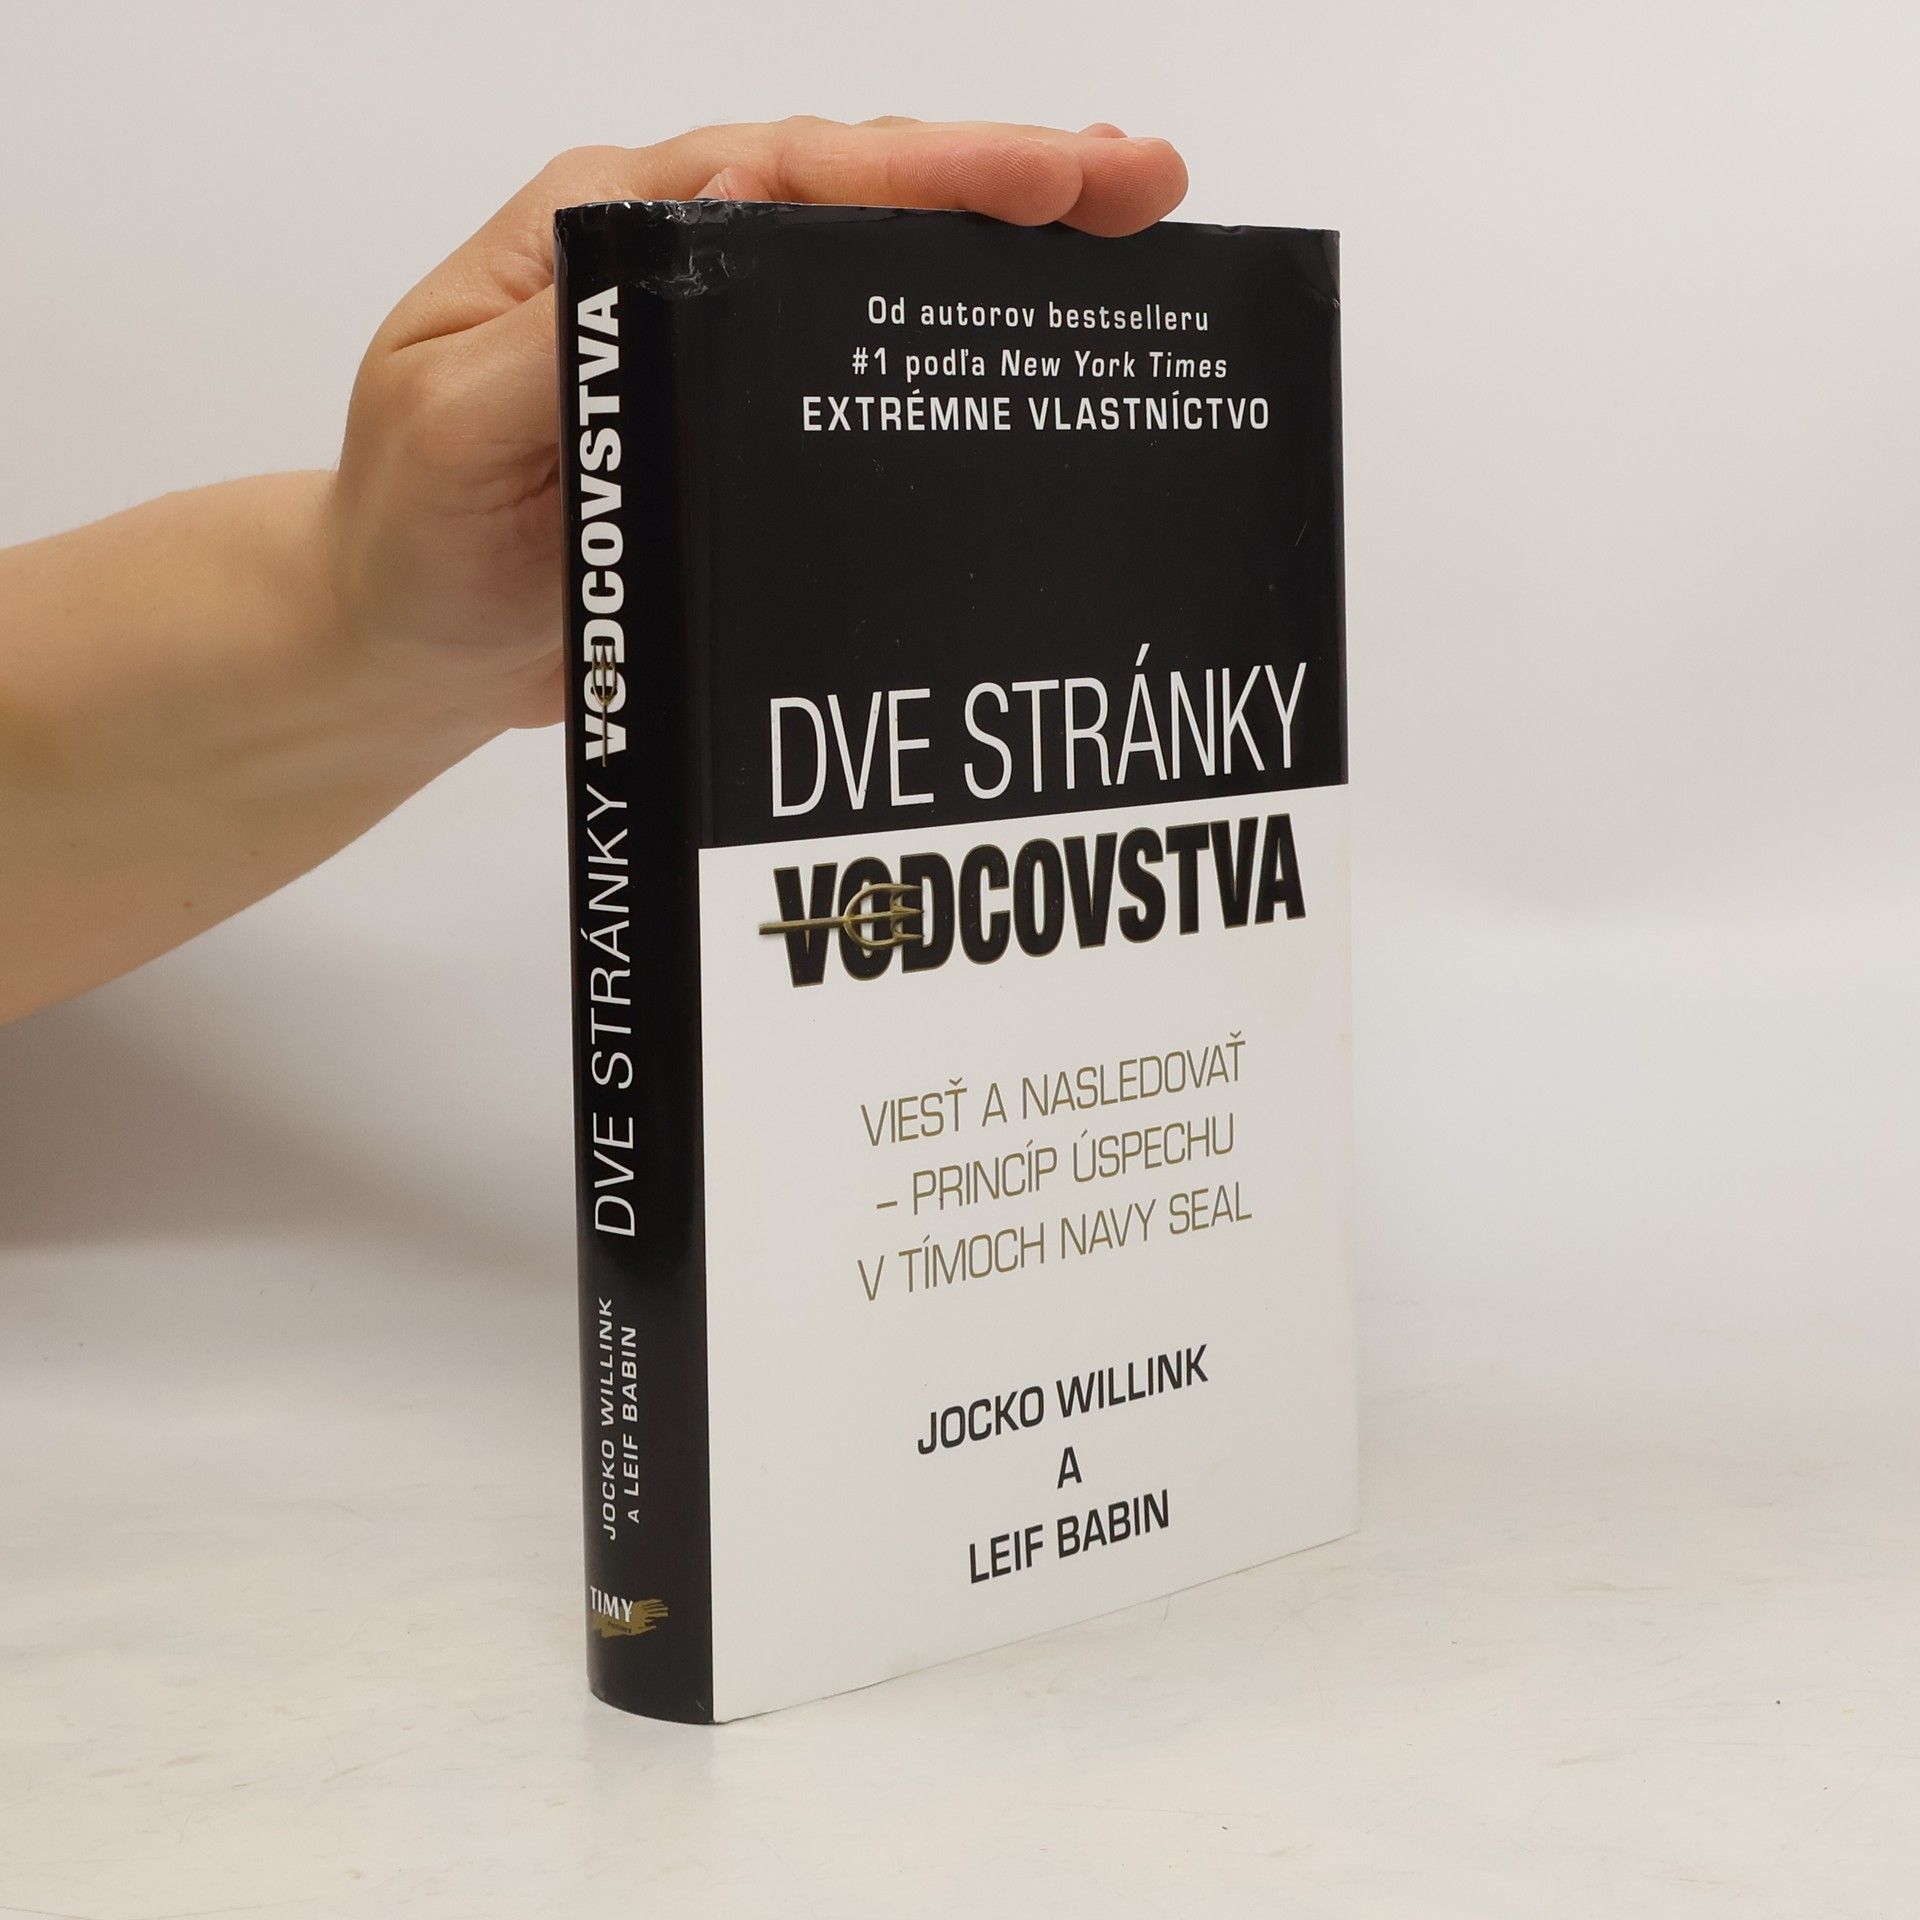 DVE STRÁNKY VODCOVSTVA
JOCKO WILLINK
A LEIF BABIN
TIMY
Od autorov bestselleru
#1 podľa New York Times
EXTRÉMNE VLASTNÍCTVO
DVE STRÁNKY
VODCOVSTVA
VIESŤ A NASLEDOVAŤ
– PRINCÍP ÚSPECHU
V TÍMOCH NAVY SEAL
JOCKO WILLINK
A
LEIF BABIN